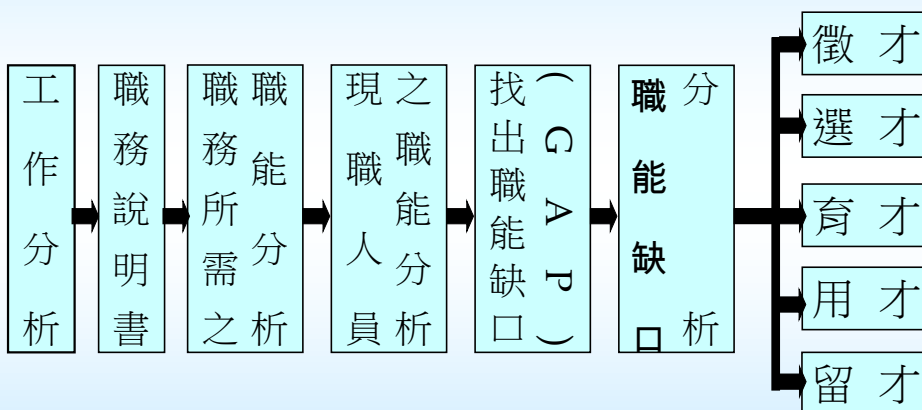 工作分析
職務說明書
職務所需之
職能分析
現職人員
之職能分析
找出職能缺口
(GAP)
職能缺口
分析
徵才
選才
育才
用才
留才